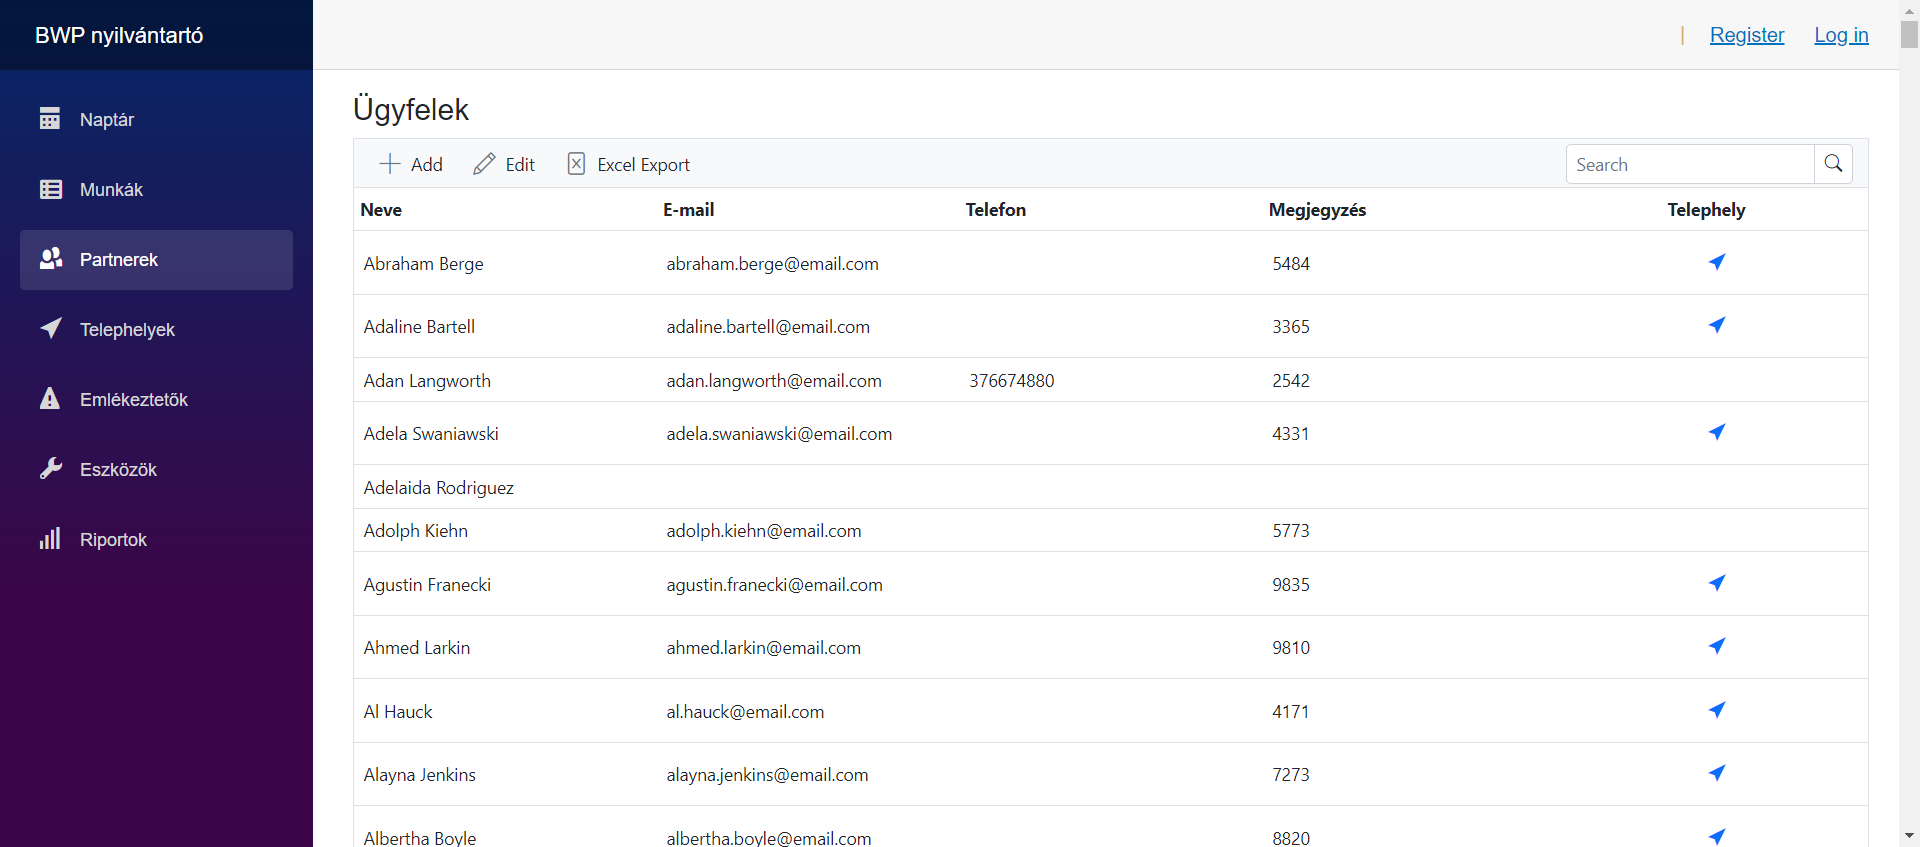 BWP nyilvántartó
| Register Log in
Naptár
Munkák
Partnerek
Telephelyek
Emlékeztetők
Eszközök
Riportok
Ügyfelek
Add Edit Excel Export Search
Neve E-mail Telefon Megjegyzés Telephely
Abraham Berge abraham.berge@email.com 5484
Adaline Bartell adaline.bartell@email.com 3365
Adan Langworth adan.langworth@email.com 376674880 2542
Adela Swaniawski adela.swaniawski@email.com 4331
Adelaida Rodriguez
Adolph Kiehn adolph.kiehn@email.com 5773
Agustin Franecki agustin.franecki@email.com 9835
Ahmed Larkin ahmed.larkin@email.com 9810
Al Hauck al.hauck@email.com 4171
Alayna Jenkins alayna.jenkins@email.com 7273
Albertha Boyle albertha.boyle@email.com 8820